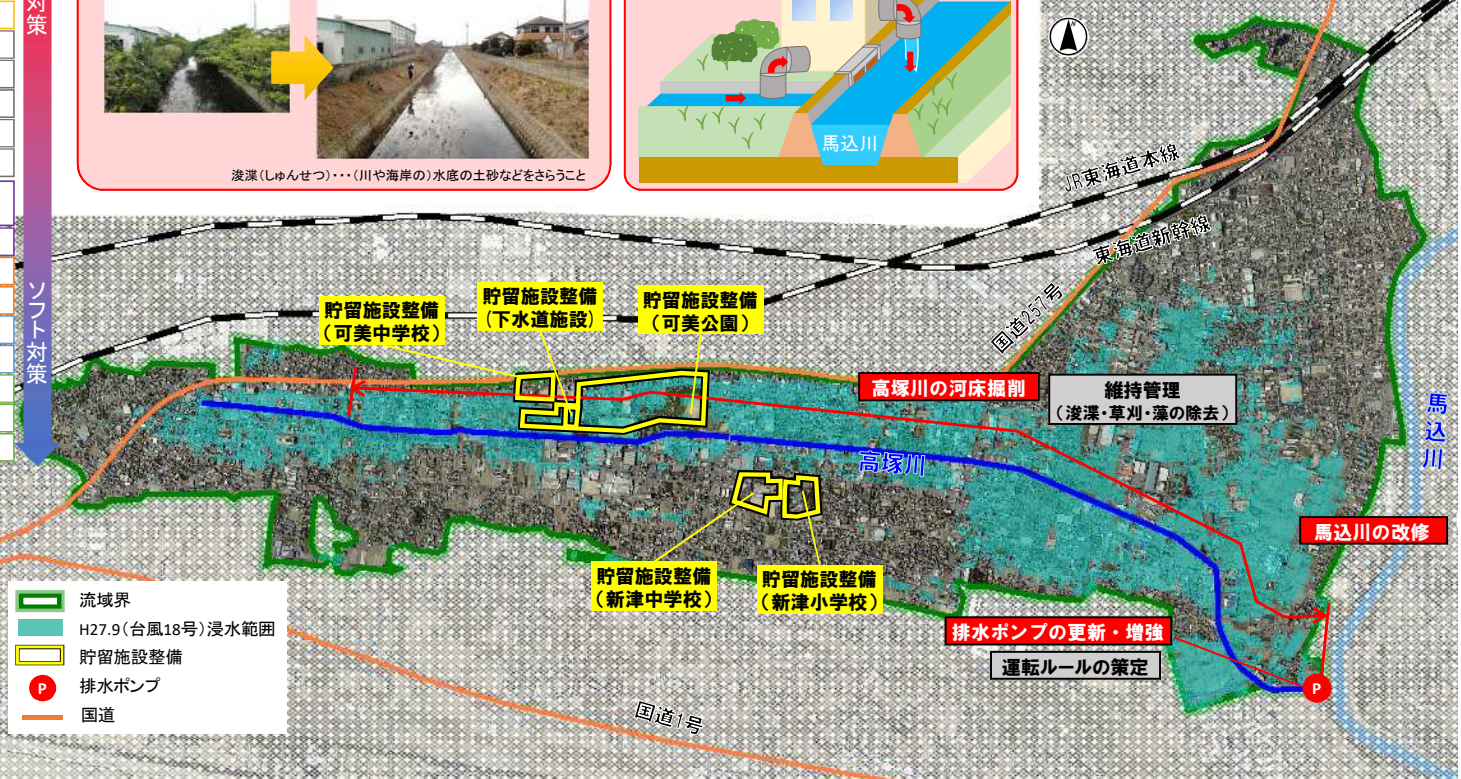 対策
ソフト対策
浚渫(しゅんせつ)･･･(川や海岸の)水底の土砂などをさらうこと
馬込川
N
JR東海道本線
東海道新幹線
国道257号
貯留施設整備
(可美中学校)
貯留施設整備
(下水道施設)
貯留施設整備
(可美公園)
高塚川の河床掘削
維持管理
(浚渫・草刈・藻の除去)
馬込川
高塚川
馬込川の改修
貯留施設整備
(新津中学校)
貯留施設整備
(新津小学校)
排水ポンプの更新・増強
運転ルールの策定
P
流域界
H27.9(台風18号)浸水範囲
貯留施設整備
P 排水ポンプ
国道
国道1号